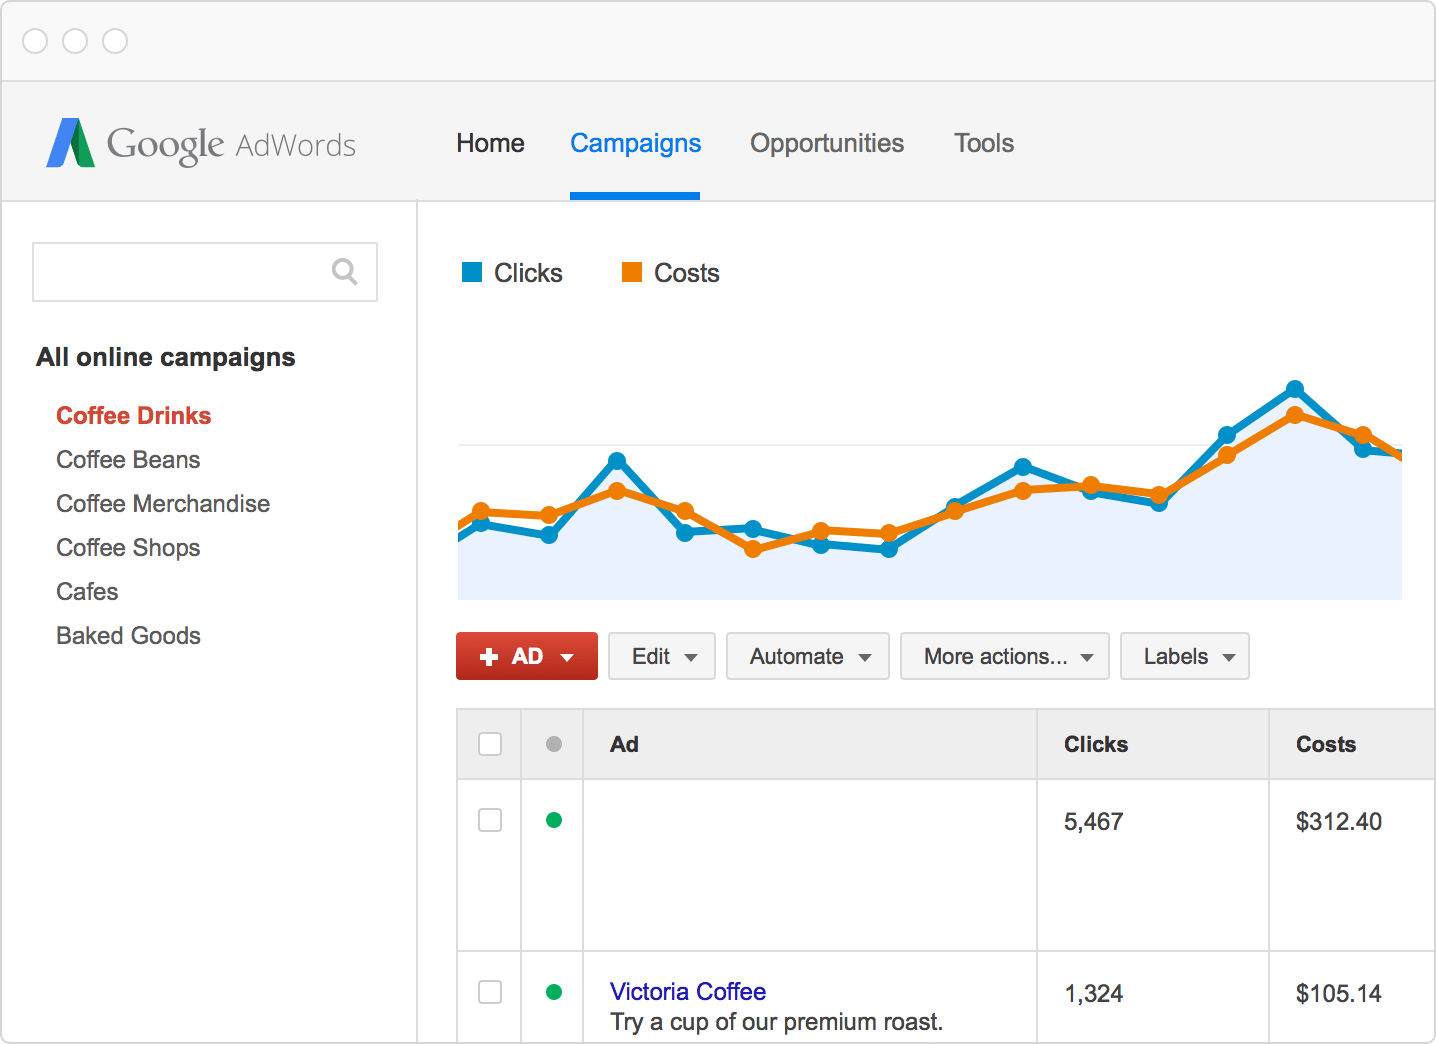 Google AdWords
Home Campaigns Opportunities Tools
All online campaigns
Coffee Drinks
Coffee Beans
Coffee Merchandise
Coffee Shops
Cafes
Baked Goods
Clicks Costs
AD Edit Automate More actions... Labels
Ad Clicks Costs
5,467 $312.40
Victoria Coffee 1,324 $105.14
Try a cup of our premium roast.